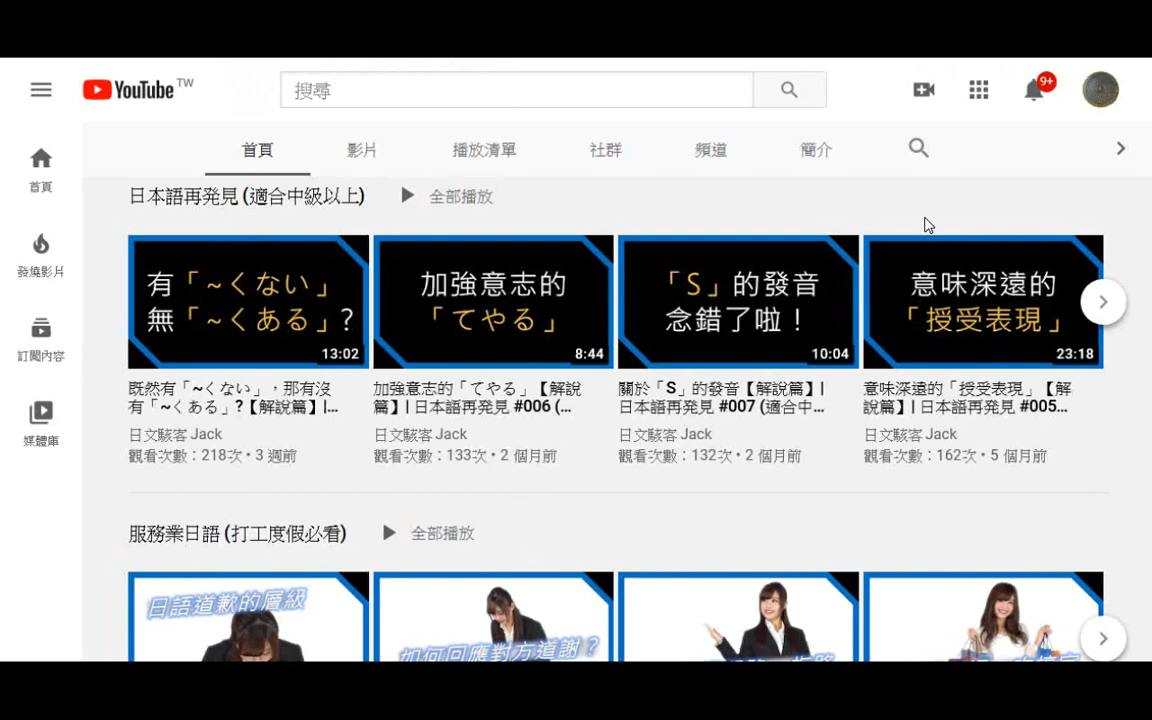 YouTube TW
搜尋
9+
首頁
影片
播放清單
社群
頻道
簡介
首頁
發燒影片
訂閱內容
媒體庫
日本語再発見 (適合中級以上)
全部播放
有「~くない」
無「~くある」?
13:02
加強意志的
「てやる」
8:44
「S」的發音
念錯了啦！
10:04
意味深遠的
「授受表現」
23:18
既然有「~くない」，那有沒
有「~くある」?【解說篇】|...
日文駭客 Jack
觀看次數：218次 • 3 週前
加強意志的「てやる」【解說
篇】| 日本語再発見 #006 (...
日文駭客 Jack
觀看次數：133次 • 2 個月前
關於「S」的發音【解說篇】|
日本語再発見 #007 (適合中...
日文駭客 Jack
觀看次數：132次 • 2 個月前
意味深遠的「授受表現」【解
說篇】| 日本語再発見 #005...
日文駭客 Jack
觀看次數：162次 • 5 個月前
服務業日語 (打工度假必看)
全部播放
日語道歉的層級
如何回應對方道謝？